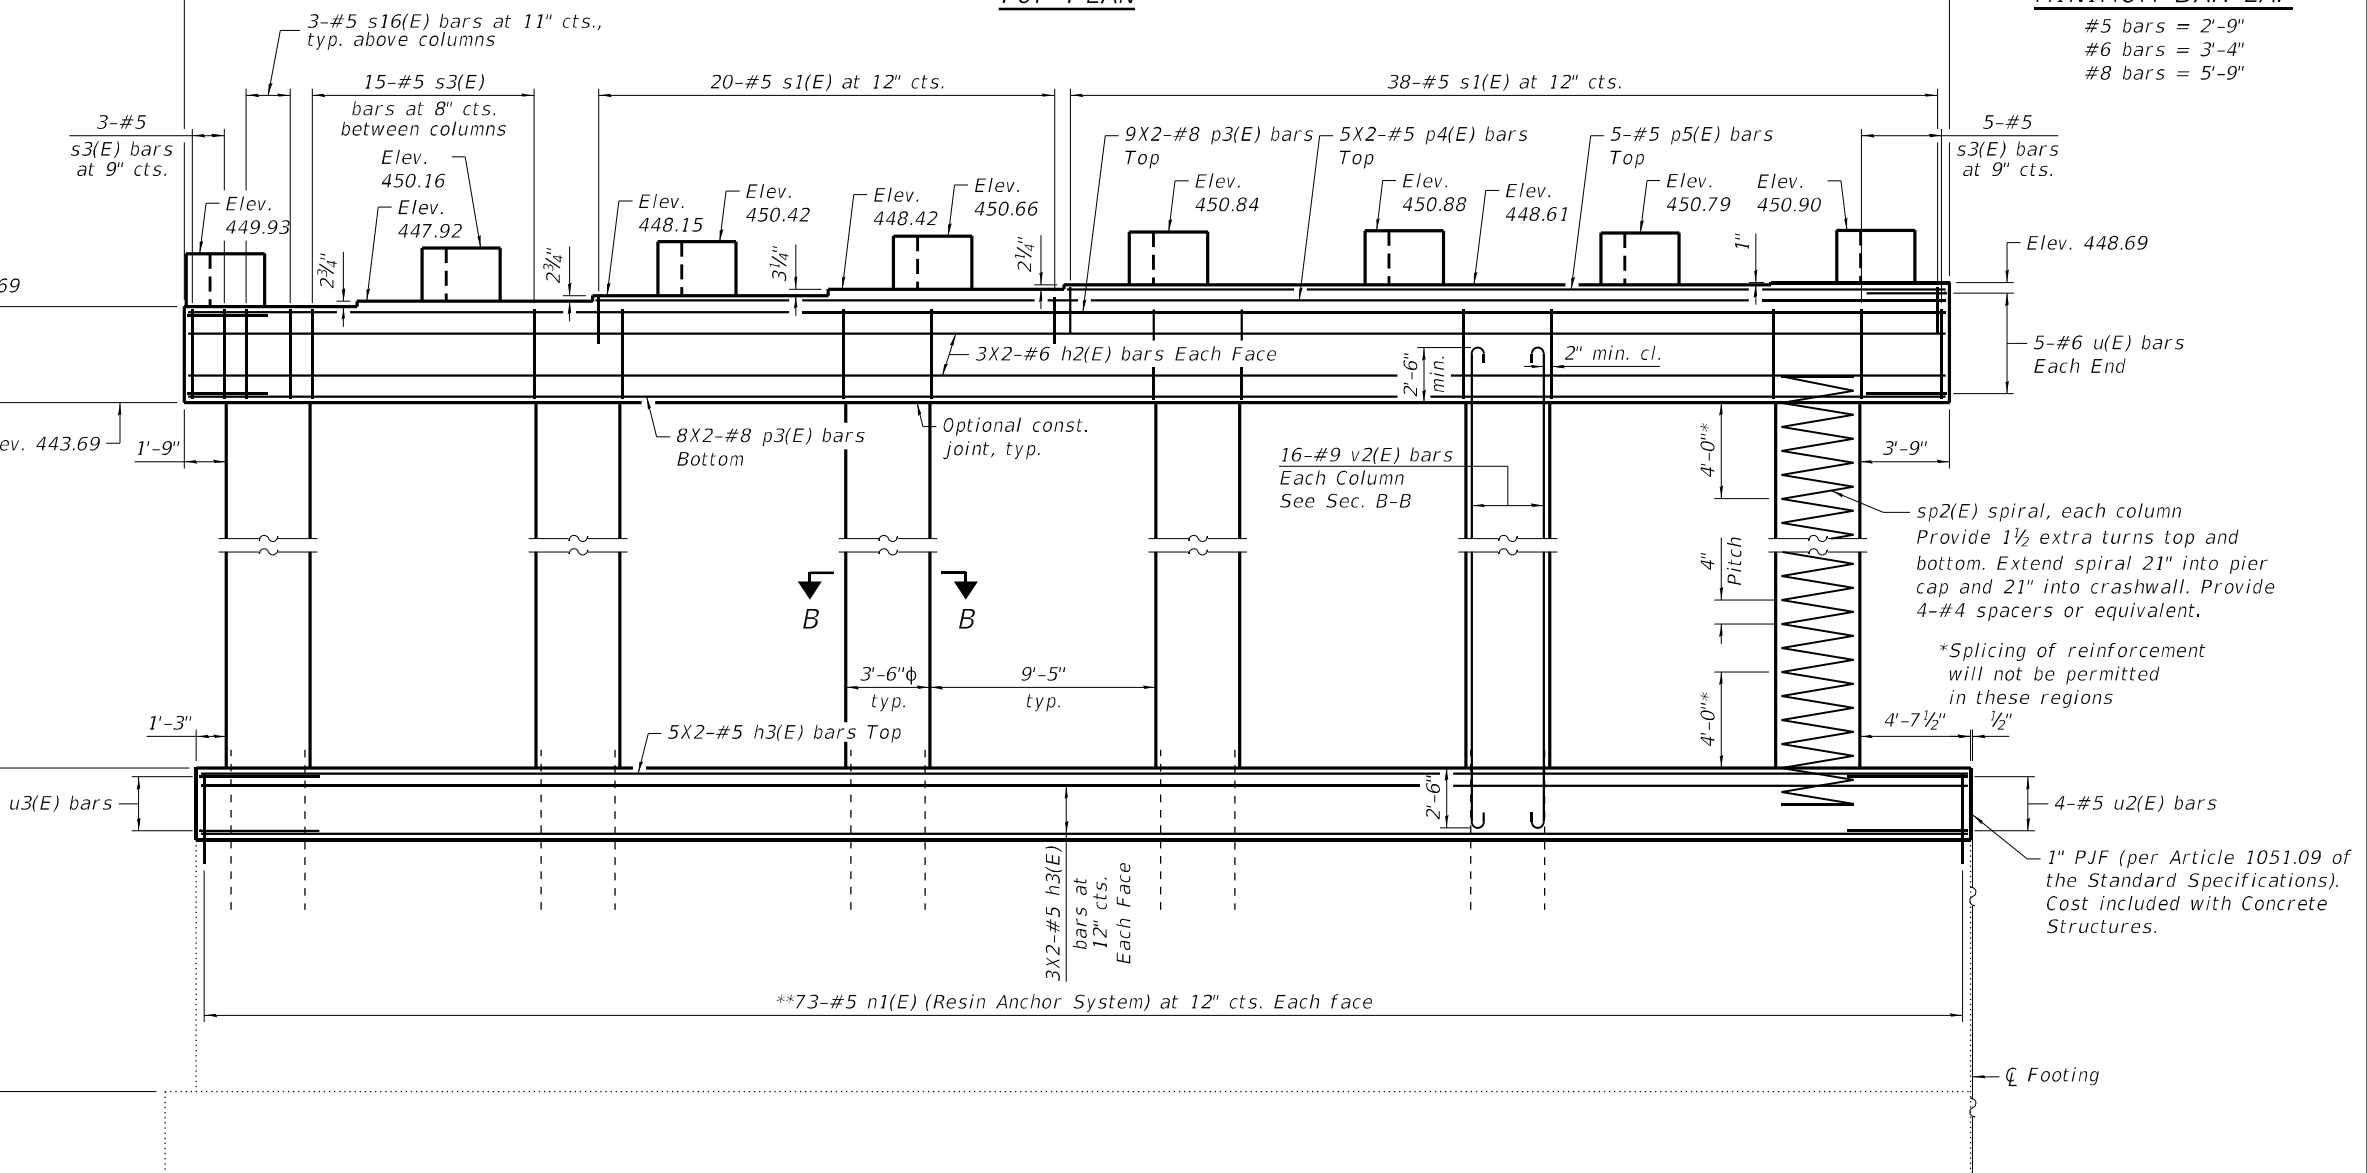 3-#5 s16(E) bars at 11" cts.,
typ. above columns
#5 bars = 2'-9"
#6 bars = 3'-4"
#8 bars = 5'-9"
15-#5 s3(E)
bars at 8" cts.
between columns
20-#5 s1(E) at 12" cts.
38-#5 s1(E) at 12" cts.
3-#5
s3(E) bars
at 9" cts.
9X2-#8 p3(E) bars
Top
5X2-#5 p4(E) bars
Top
5-#5 p5(E) bars
Top
5-#5
s3(E) bars
at 9" cts.
Elev.
449.93
Elev.
450.16
Elev.
447.92
Elev.
448.15
Elev.
450.42
Elev.
448.42
Elev.
450.66
Elev.
450.84
Elev.
450.88
Elev.
448.61
Elev.
450.79
Elev.
450.90
Elev. 448.69
69
2¾"
2¾"
3¼"
2¼"
1"
3X2-#6 h2(E) bars Each Face
2'-6"
min.
2" min. cl.
5-#6 u(E) bars
Each End
ev. 443.69
1'-9"
8X2-#8 p3(E) bars
Bottom
Optional const.
joint, typ.
16-#9 v2(E) bars
Each Column
See Sec. B-B
4'-0"*
3'-9"
sp2(E) spiral, each column
Provide 1½ extra turns top and
bottom. Extend spiral 21" into pier
cap and 21" into crashwall. Provide
4-#4 spacers or equivalent.
4"
Pitch
B
B
*Splicing of reinforcement
will not be permitted
in these regions
3'-6"ϕ
typ.
9'-5"
typ.
4'-0"*
1'-3"
5X2-#5 h3(E) bars Top
4'-7½"
½"
u3(E) bars
2'-6"
4-#5 u2(E) bars
3X2-#5 h3(E)
bars at
12" cts.
Each Face
1" PJF (per Article 1051.09 of
the Standard Specifications).
Cost included with Concrete
Structures.
**73-#5 n1(E) (Resin Anchor System) at 12" cts. Each face
℄ Footing